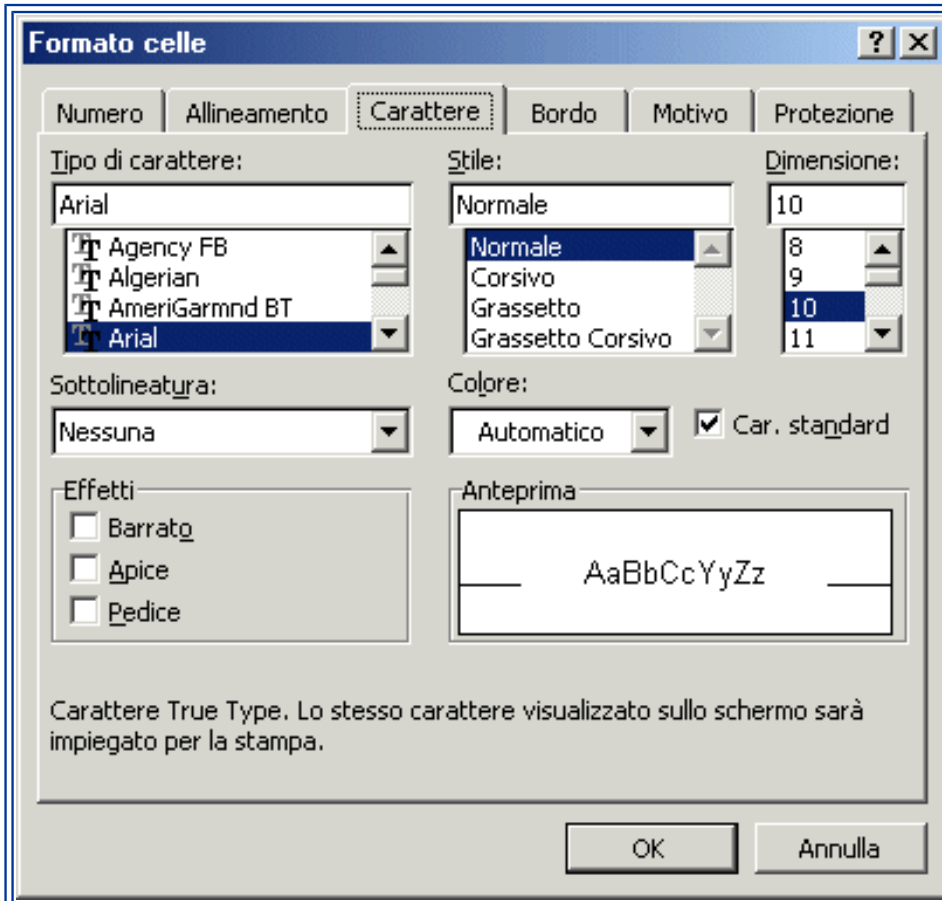 Formato celle
Numero Allineamento Carattere Bordo Motivo Protezione
Tipo di carattere: Stile: Dimensione:
Arial Normale 10
Agency FB Normale 8
Algerian Corsivo 9
AmeriGarmnd BT Grassetto 10
Arial Grassetto Corsivo 11
Sottolineatura: Colore:
Nessuna Automatico Car. standard
Effetti Anteprima
Barrato
Apice AaBbCcYyZz
Pedice
Carattere True Type. Lo stesso carattere visualizzato sullo schermo sarà
impiegato per la stampa.
OK Annulla